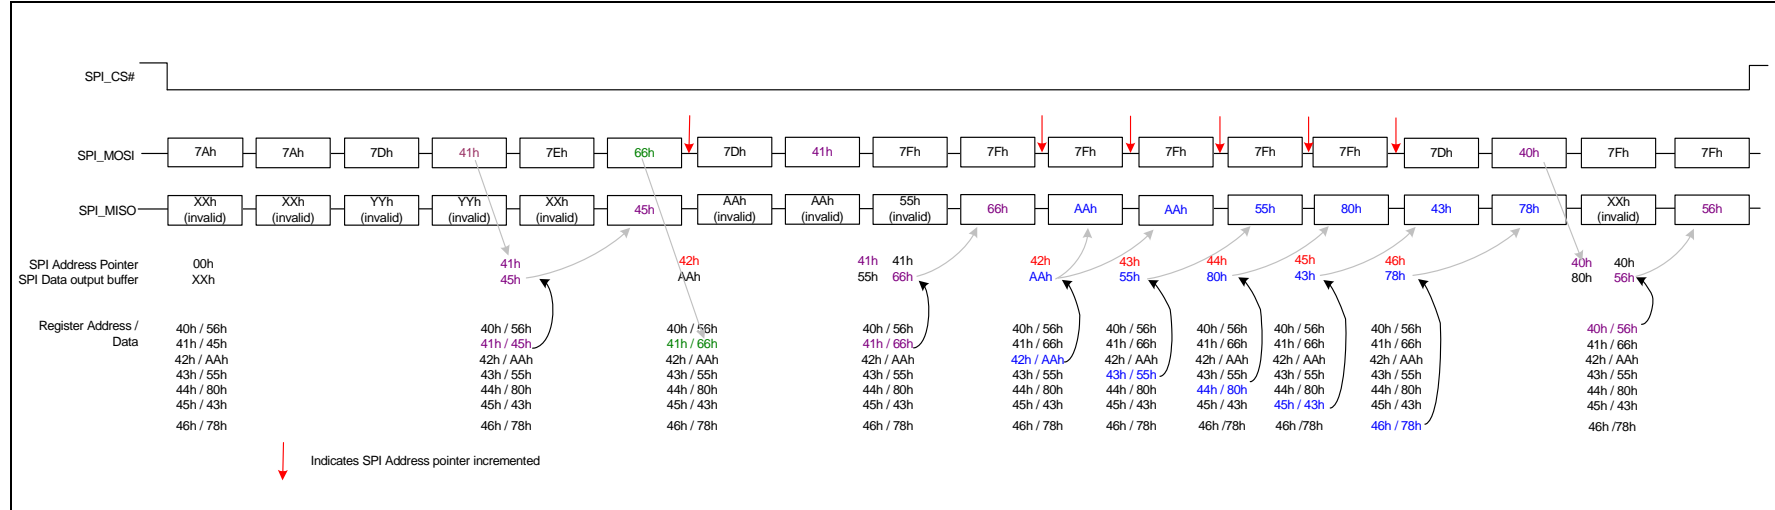 SPI_CS#
SPI_MOSI 7Ah 7Ah 7Dh 41h 7Eh 66h 7Dh 41h 7Fh 7Fh 7Fh 7Fh 7Fh 7Fh 7Dh 40h 7Fh 7Fh
SPI_MISO XXh XXh YYh YYh XXh 45h AAh AAh 55h 66h AAh AAh 55h 80h 43h 78h XXh 56h
(invalid) (invalid) (invalid) (invalid) (invalid) (invalid) (invalid) (invalid) (invalid)
SPI Address Pointer 00h 41h 42h 41h 41h 42h 43h 44h 45h 46h 40h 40h
SPI Data output buffer XXh 45h AAh 55h 66h AAh 55h 80h 43h 78h 80h 56h
Register Address / 40h / 56h 40h / 56h 40h / 56h 40h / 56h 40h / 56h 40h / 56h 40h / 56h 40h / 56h 40h / 56h 40h / 56h
Data 41h / 45h 41h / 45h 41h / 66h 41h / 66h 41h / 66h 41h / 66h 41h / 66h 41h / 66h 41h / 66h 41h / 66h
42h / AAh 42h / AAh 42h / AAh 42h / AAh 42h / AAh 42h / AAh 42h / AAh 42h / AAh 42h / AAh 42h / AAh
43h / 55h 43h / 55h 43h / 55h 43h / 55h 43h / 55h 43h / 55h 43h / 55h 43h / 55h 43h / 55h 43h / 55h
44h / 80h 44h / 80h 44h / 80h 44h / 80h 44h / 80h 44h / 80h 44h / 80h 44h / 80h 44h / 80h 44h / 80h
45h / 43h 45h / 43h 45h / 43h 45h / 43h 45h / 43h 45h / 43h 45h / 43h 45h / 43h 45h / 43h 45h / 43h
46h / 78h 46h / 78h 46h / 78h 46h / 78h 46h / 78h 46h / 78h 46h /78h 46h /78h 46h / 78h 46h /78h
Indicates SPI Address pointer incremented